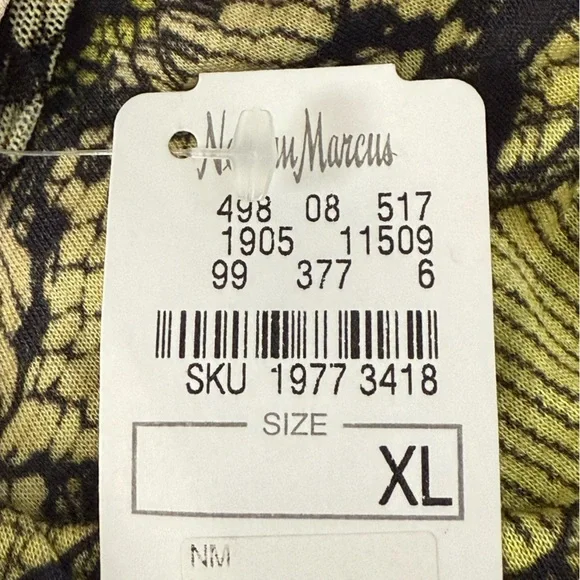 Neiman Marcus
498 08 517
1905 11509
99 377 6
SKU 1977 3418
SIZE
XL
NM